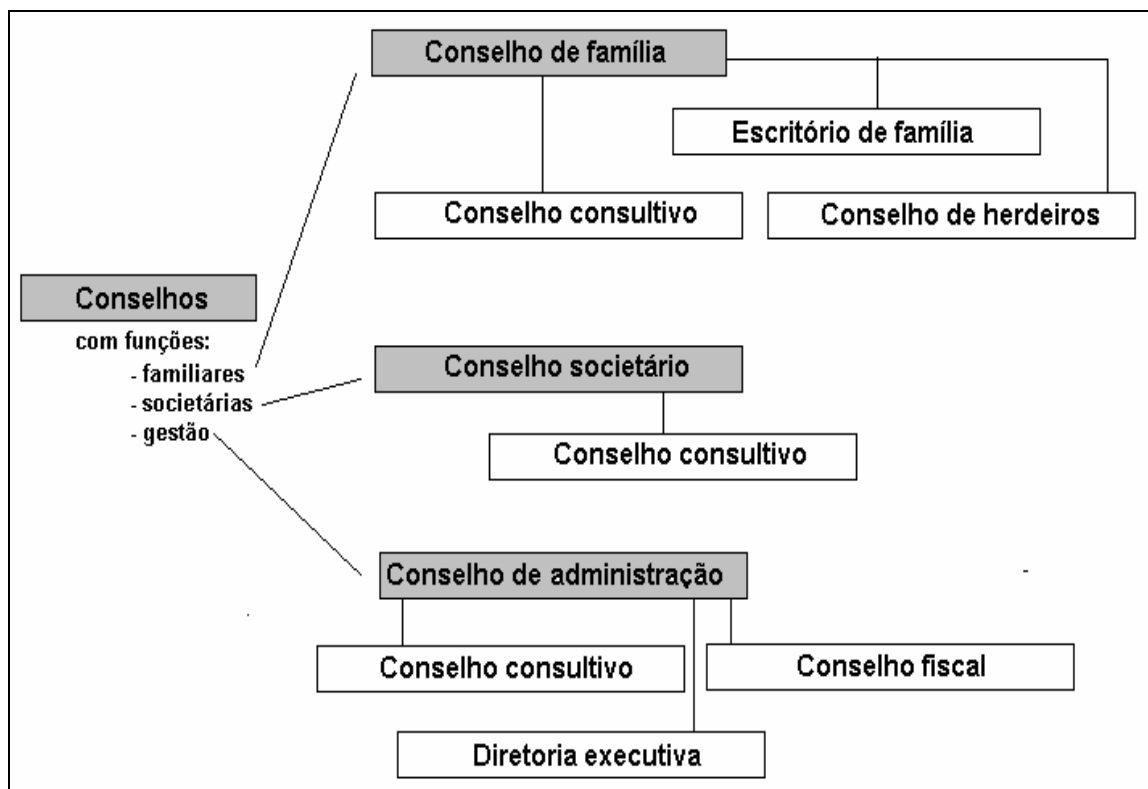 Conselho de família
Escritório de família
Conselho consultivo
Conselho de herdeiros
Conselhos
com funções:
- familiares
- societárias
- gestão
Conselho societário
Conselho consultivo
Conselho de administração
Conselho consultivo
Conselho fiscal
Diretoria executiva